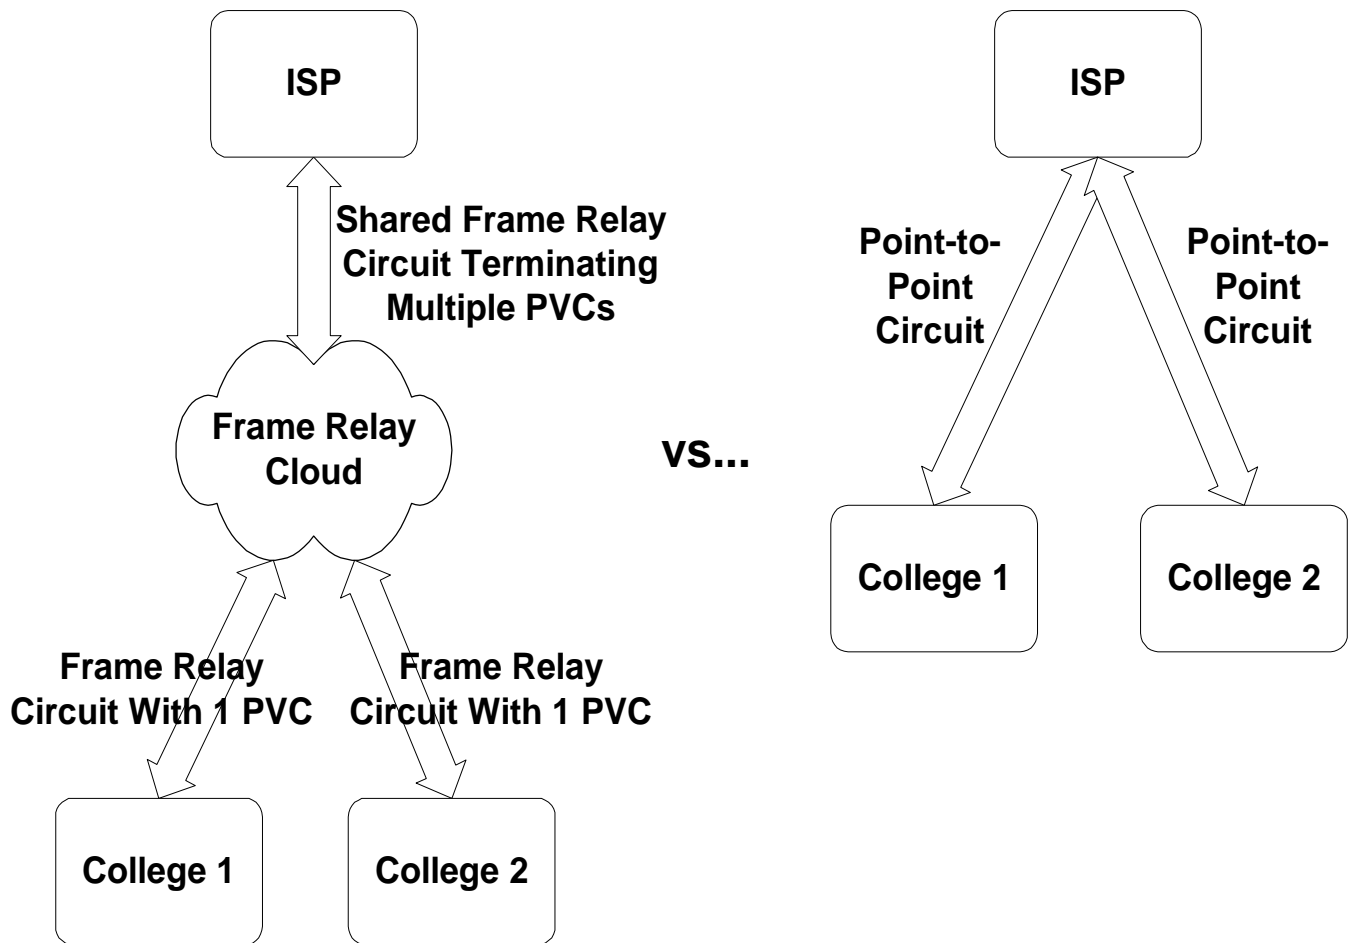 ISP
Shared Frame Relay
Circuit Terminating
Multiple PVCs
Frame Relay
Cloud
Frame Relay
Circuit With 1 PVC
Frame Relay
Circuit With 1 PVC
College 1
College 2
vs...
ISP
Point-to-
Point
Circuit
Point-to-
Point
Circuit
College 1
College 2